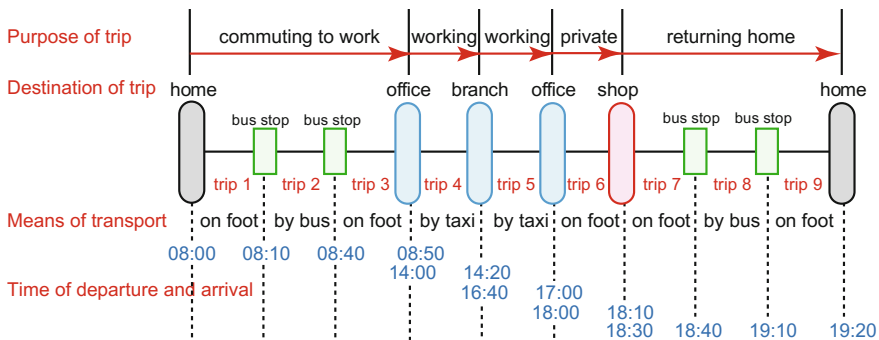 Purpose of trip commuting to work working working private returning home
Destination of trip home office branch office shop home
bus stop bus stop bus stop bus stop
trip 1 trip 2 trip 3 trip 4 trip 5 trip 6 trip 7 trip 8 trip 9
Means of transport on foot by bus on foot by taxi by taxi on foot on foot by bus on foot
08:00 08:10 08:40 08:50
14:00 14:20
Time of departure and arrival 16:40 17:00
18:00 18:10
18:30 18:40 19:10 19:20